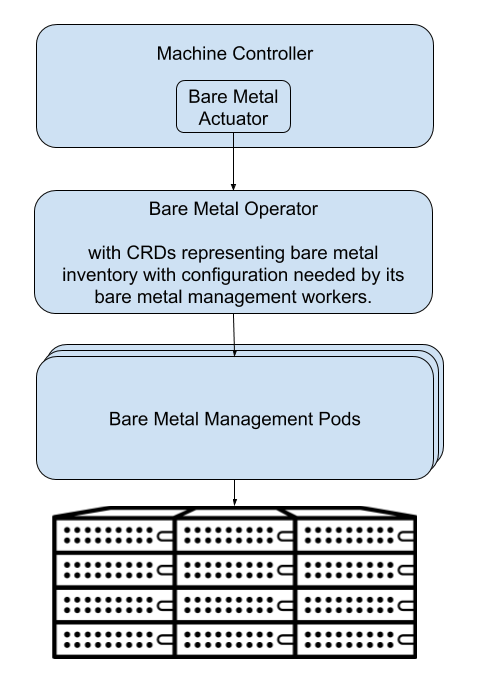 Machine Controller
Bare Metal
Actuator
Bare Metal Operator
with CRDs representing bare metal
inventory with configuration needed by its
bare metal management workers.
Bare Metal Management Pods